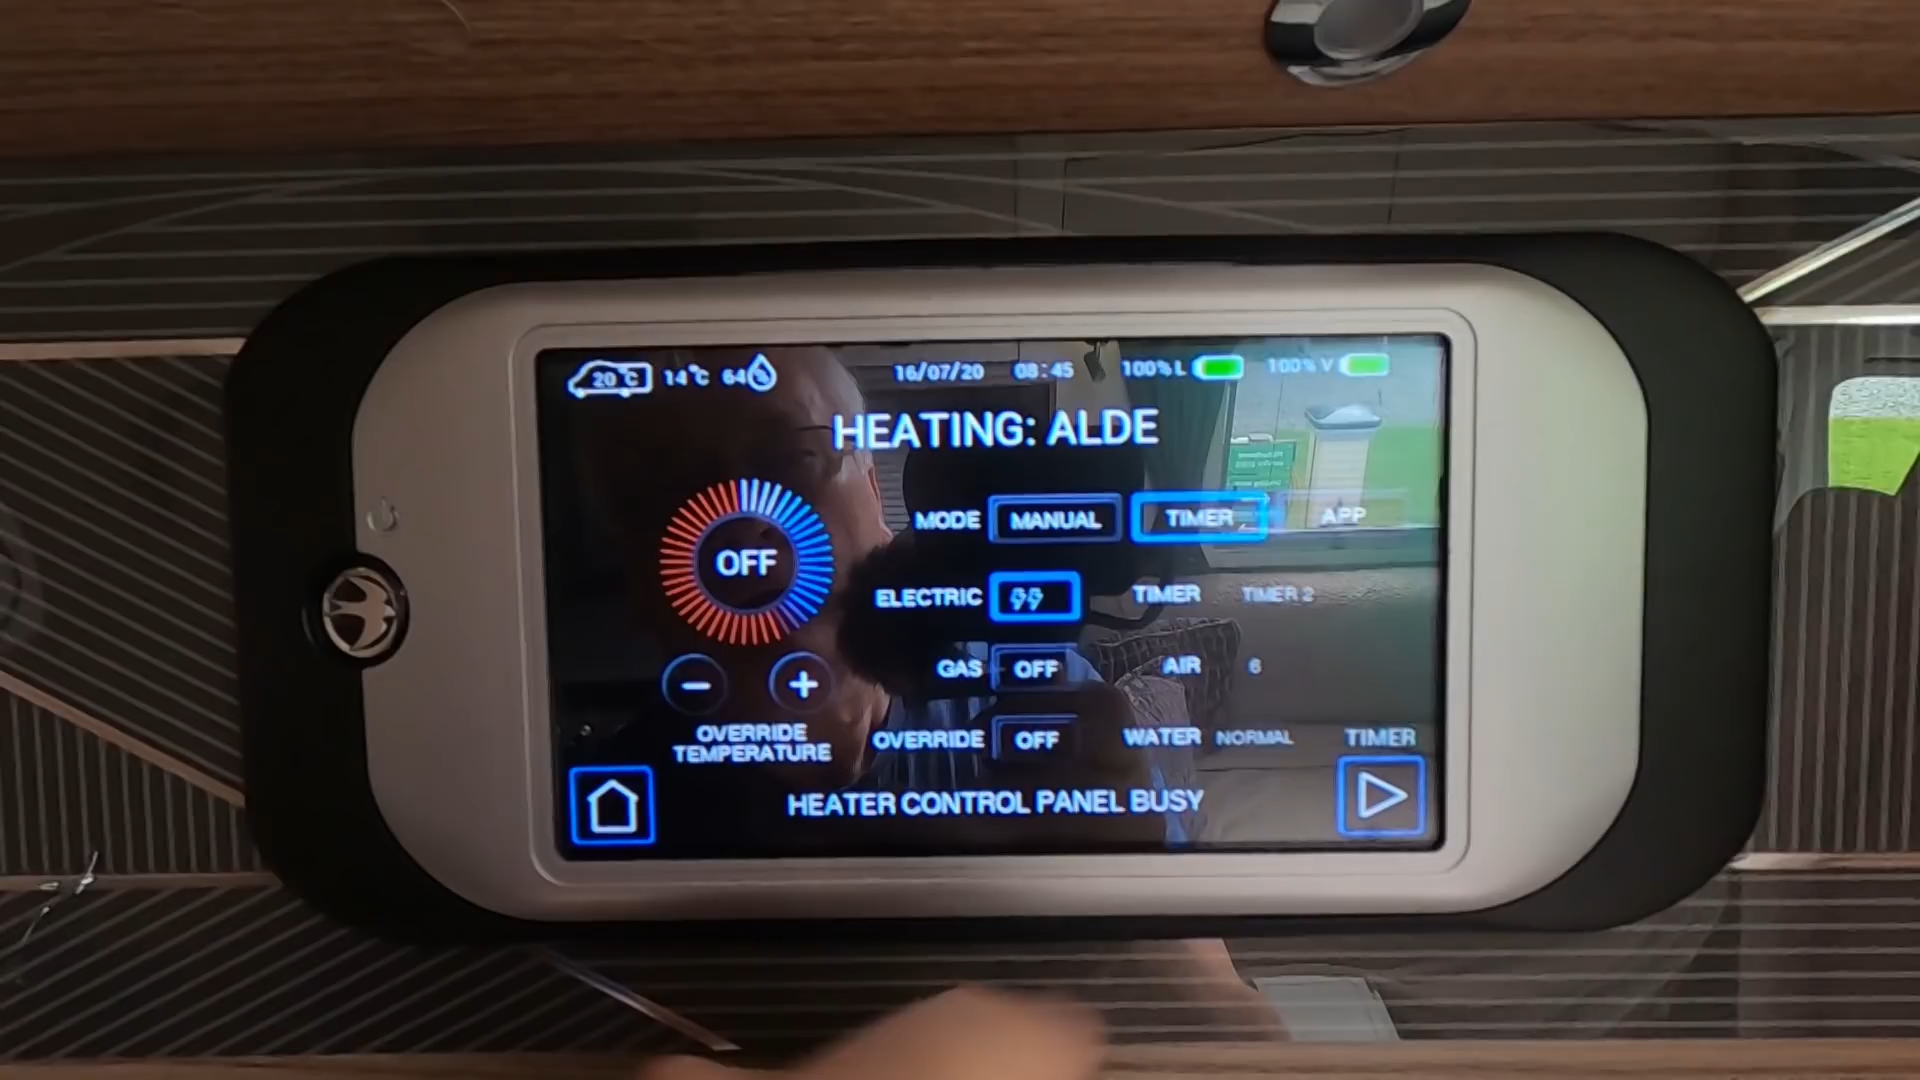 20°C 14°C 64 16/07/20 08:45 100% L 100% V
HEATING: ALDE
OFF
MODE MANUAL TIMER APP
ELECTRIC TIMER TIMER 2
GAS OFF AIR 6
OVERRIDE TEMPERATURE
OVERRIDE OFF WATER NORMAL TIMER
HEATER CONTROL PANEL BUSY